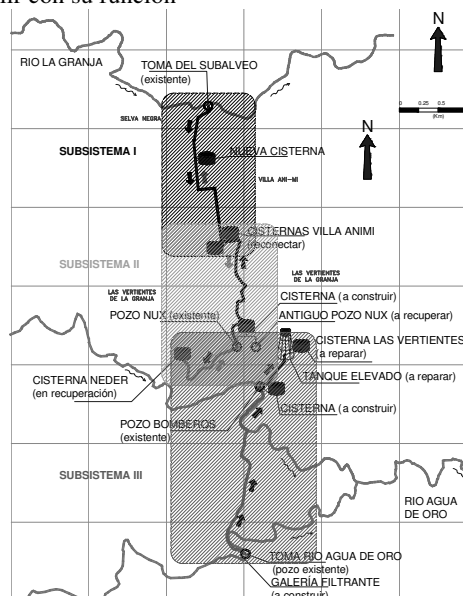 con su función
N
RIO LA GRANJA
TOMA DEL SUBALVEO
(existente)
0 0.25 0.5
(Km)
SELVA NEGRA
N
SUBSISTEMA I
NUEVA CISTERNA
VILLA ANI-MI
CISTERNAS VILLA ANIMI
(reconectar)
SUBSISTEMA II
LAS VERTIENTES
DE LA GRANJA
LAS VERTIENTES
DE LA GRANJA
CISTERNA (a construir)
POZO NUX (existente)
ANTIGUO POZO NUX (a recuperar)
CISTERNA LAS VERTIENTES
(a reparar)
CISTERNA NEDER
(en recuperación)
TANQUE ELEVADO (a reparar)
CISTERNA (a construir)
POZO BOMBEROS
(existente)
SUBSISTEMA III
RIO AGUA
DE ORO
TOMA RIO AGUA DE ORO
(pozo existente)
GALERÍA FILTRANTE
(a construir)